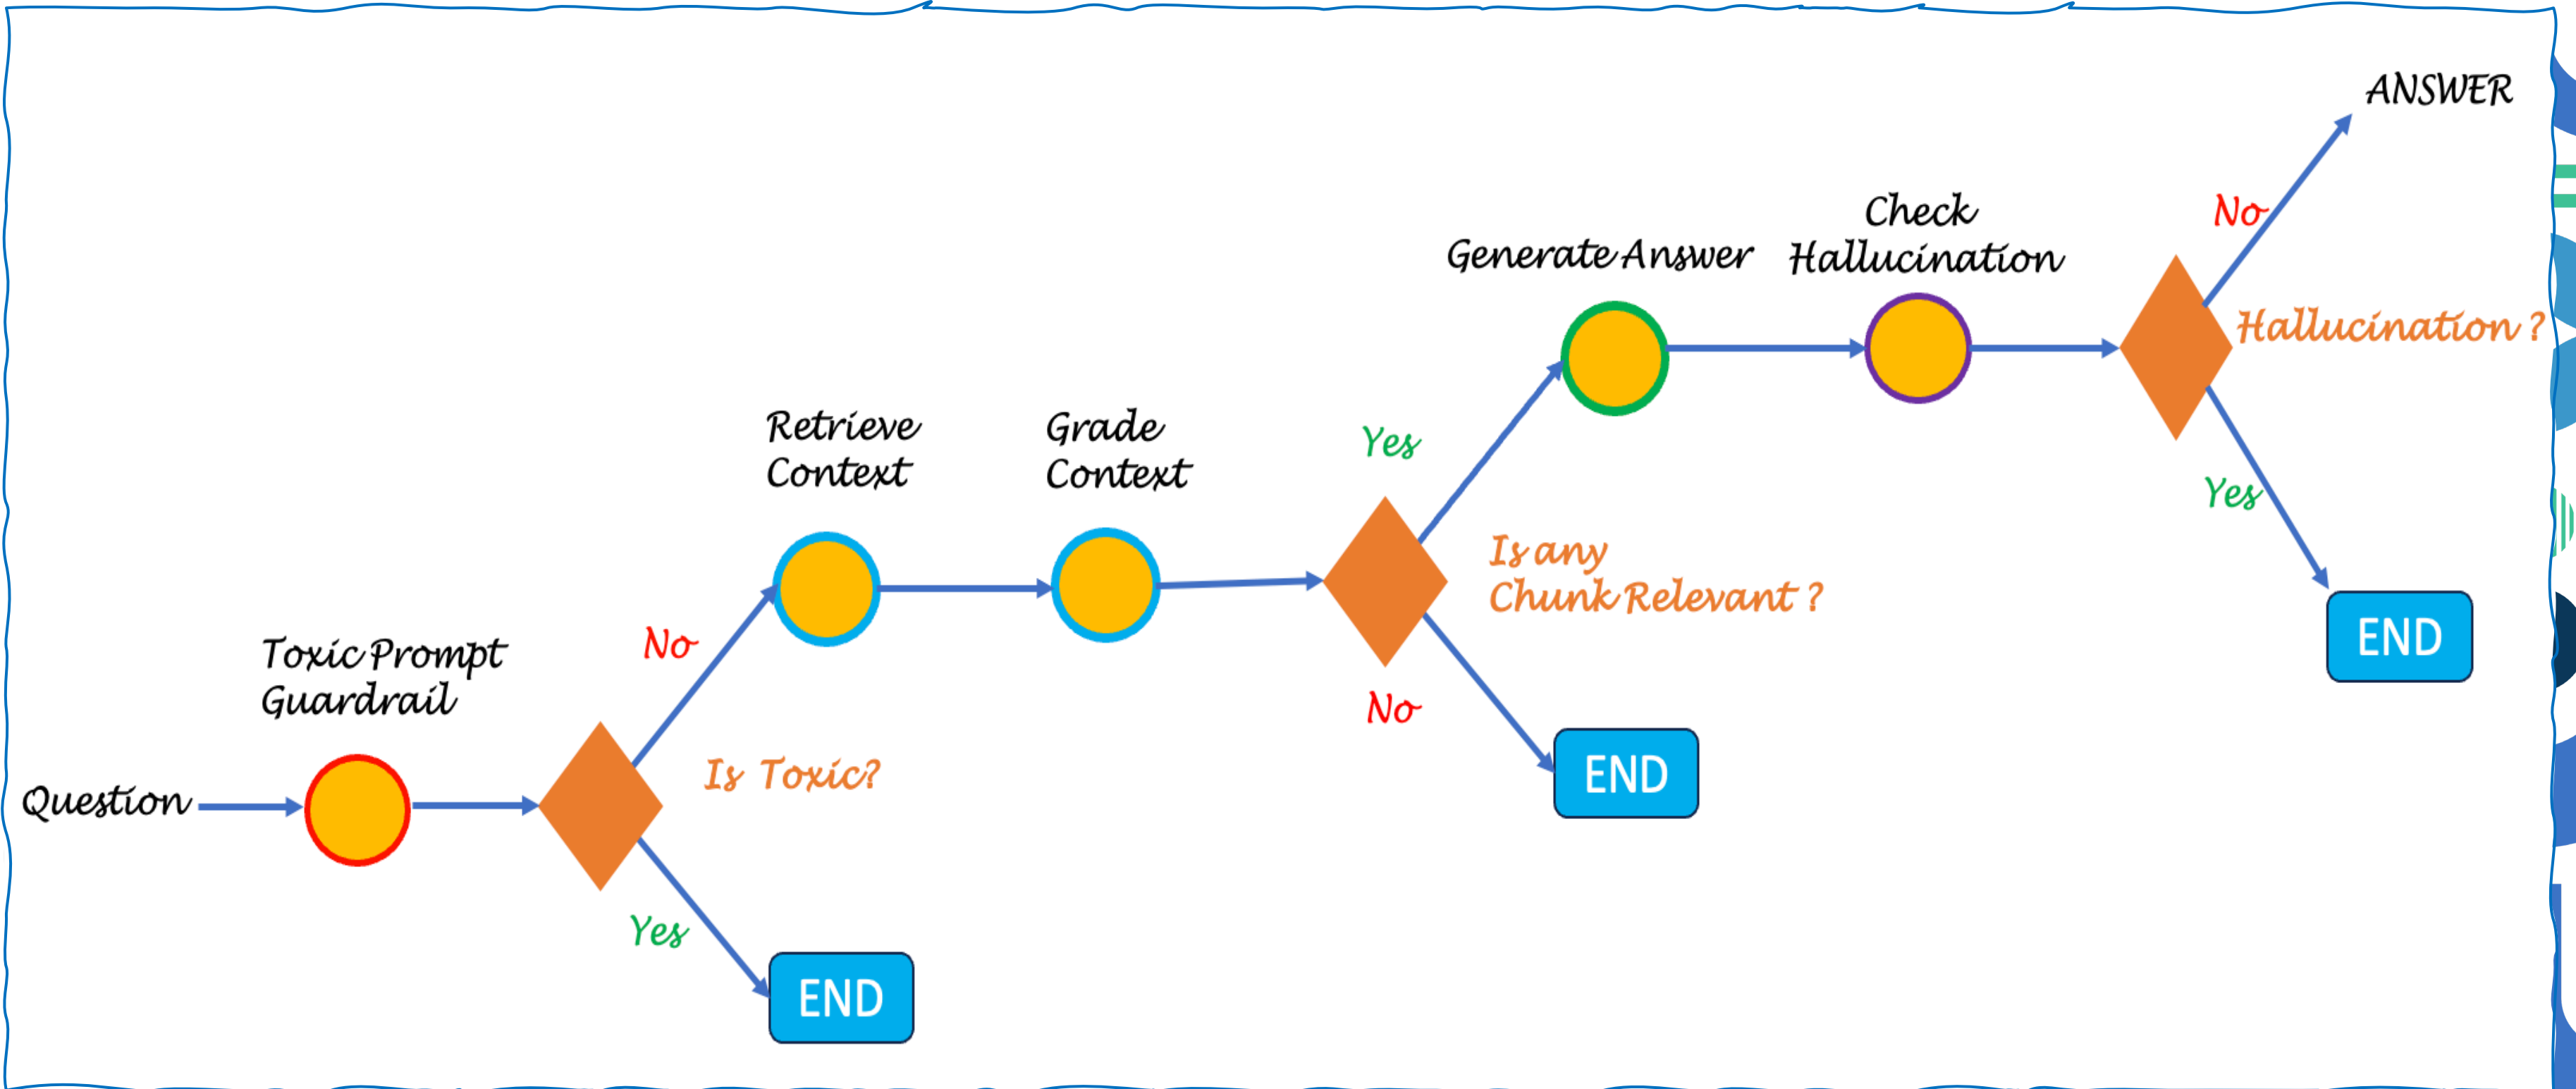 Question
Toxic Prompt
Guardrail
Is Toxic?
No
Yes
END
Retrieve
Context
Grade
Context
Is any
Chunk Relevant ?
Yes
No
END
Generate Answer
Check
Hallucination
Hallucination ?
No
ANSWER
Yes
END